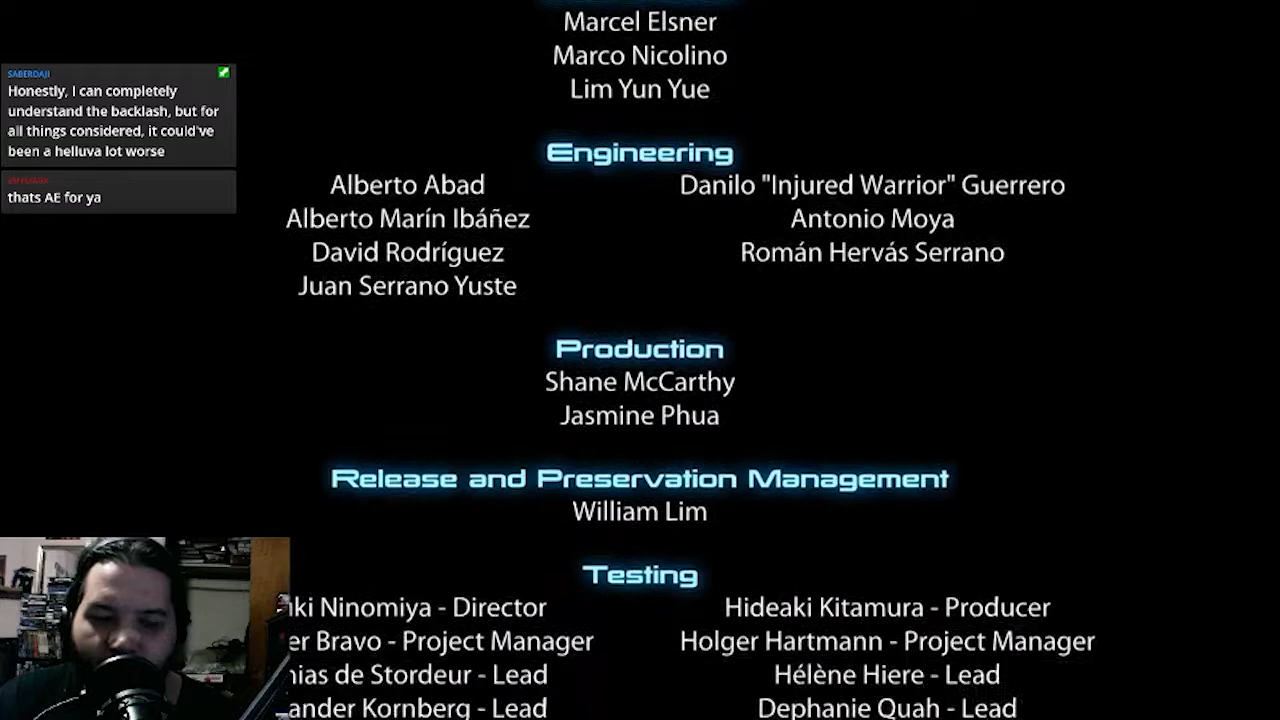 Marcel Elsner
Marco Nicolino
Lim Yun Yue
SABERDAJI
Honestly, I can completely
understand the backlash, but for
all things considered, it could've
been a helluva lot worse
thats AE for ya
Engineering
Alberto Abad
Danilo "Injured Warrior" Guerrero
Alberto Marín Ibáñez
Antonio Moya
David Rodríguez
Román Hervás Serrano
Juan Serrano Yuste
Production
Shane McCarthy
Jasmine Phua
Release and Preservation Management
William Lim
Testing
Ninomiya - Director
Hideaki Kitamura - Producer
Bravo - Project Manager
Holger Hartmann - Project Manager
de Stordeur - Lead
Hélène Hiere - Lead
Kornberg - Lead
Dephanie Quah - Lead